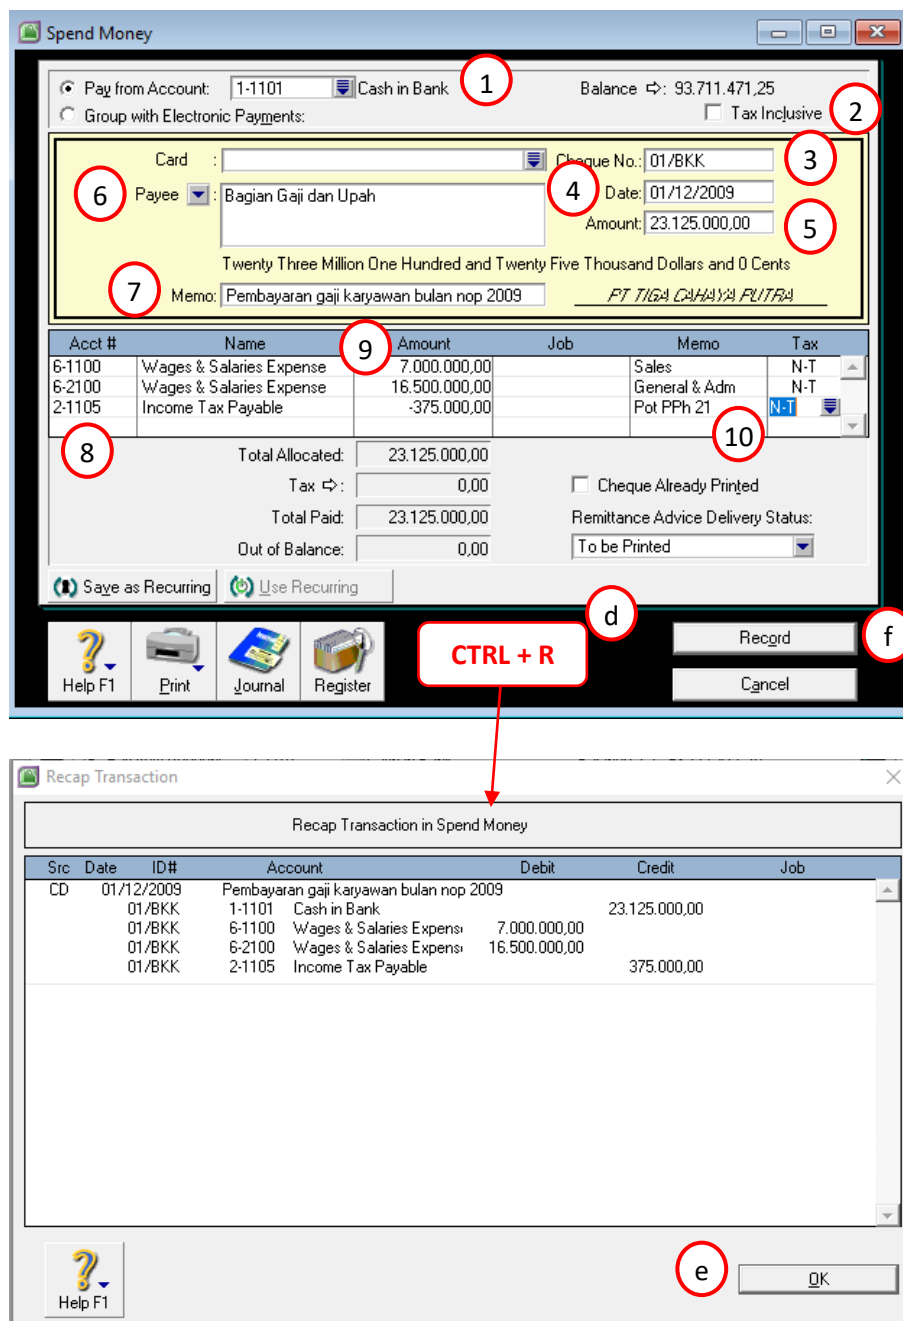 Spend Money
Pay from Account: 1-1101 Cash in Bank 1 Balance ⇨: 93.711.471,25
Group with Electronic Payments: Tax Inclusive 2
Card : Cheque No.: 01/BKK 3
6 Payee : Bagian Gaji dan Upah 4 Date: 01/12/2009
Amount: 23.125.000,00 5
Twenty Three Million One Hundred and Twenty Five Thousand Dollars and 0 Cents
7 Memo: Pembayaran gaji karyawan bulan nop 2009 PT TIGA CAHAYA PUTRA
Acct # Name 9 Amount Job Memo Tax
6-1100 Wages & Salaries Expense 7.000.000,00 Sales N-T
6-2100 Wages & Salaries Expense 16.500.000,00 General & Adm N-T
2-1105 Income Tax Payable -375.000,00 Pot PPh 21 N-T
8 10
Total Allocated: 23.125.000,00
Tax ⇨: 0,00 Cheque Already Printed
Total Paid: 23.125.000,00 Remittance Advice Delivery Status:
Out of Balance: 0,00 To be Printed
Save as Recurring Use Recurring
d
CTRL + R Record f
Help F1 Print Journal Register Cancel
Recap Transaction
Recap Transaction in Spend Money
Src Date ID# Account Debit Credit Job
CD 01/12/2009 Pembayaran gaji karyawan bulan nop 2009
01/BKK 1-1101 Cash in Bank 23.125.000,00
01/BKK 6-1100 Wages & Salaries Expens 7.000.000,00
01/BKK 6-2100 Wages & Salaries Expens 16.500.000,00
01/BKK 2-1105 Income Tax Payable 375.000,00
e OK
Help F1